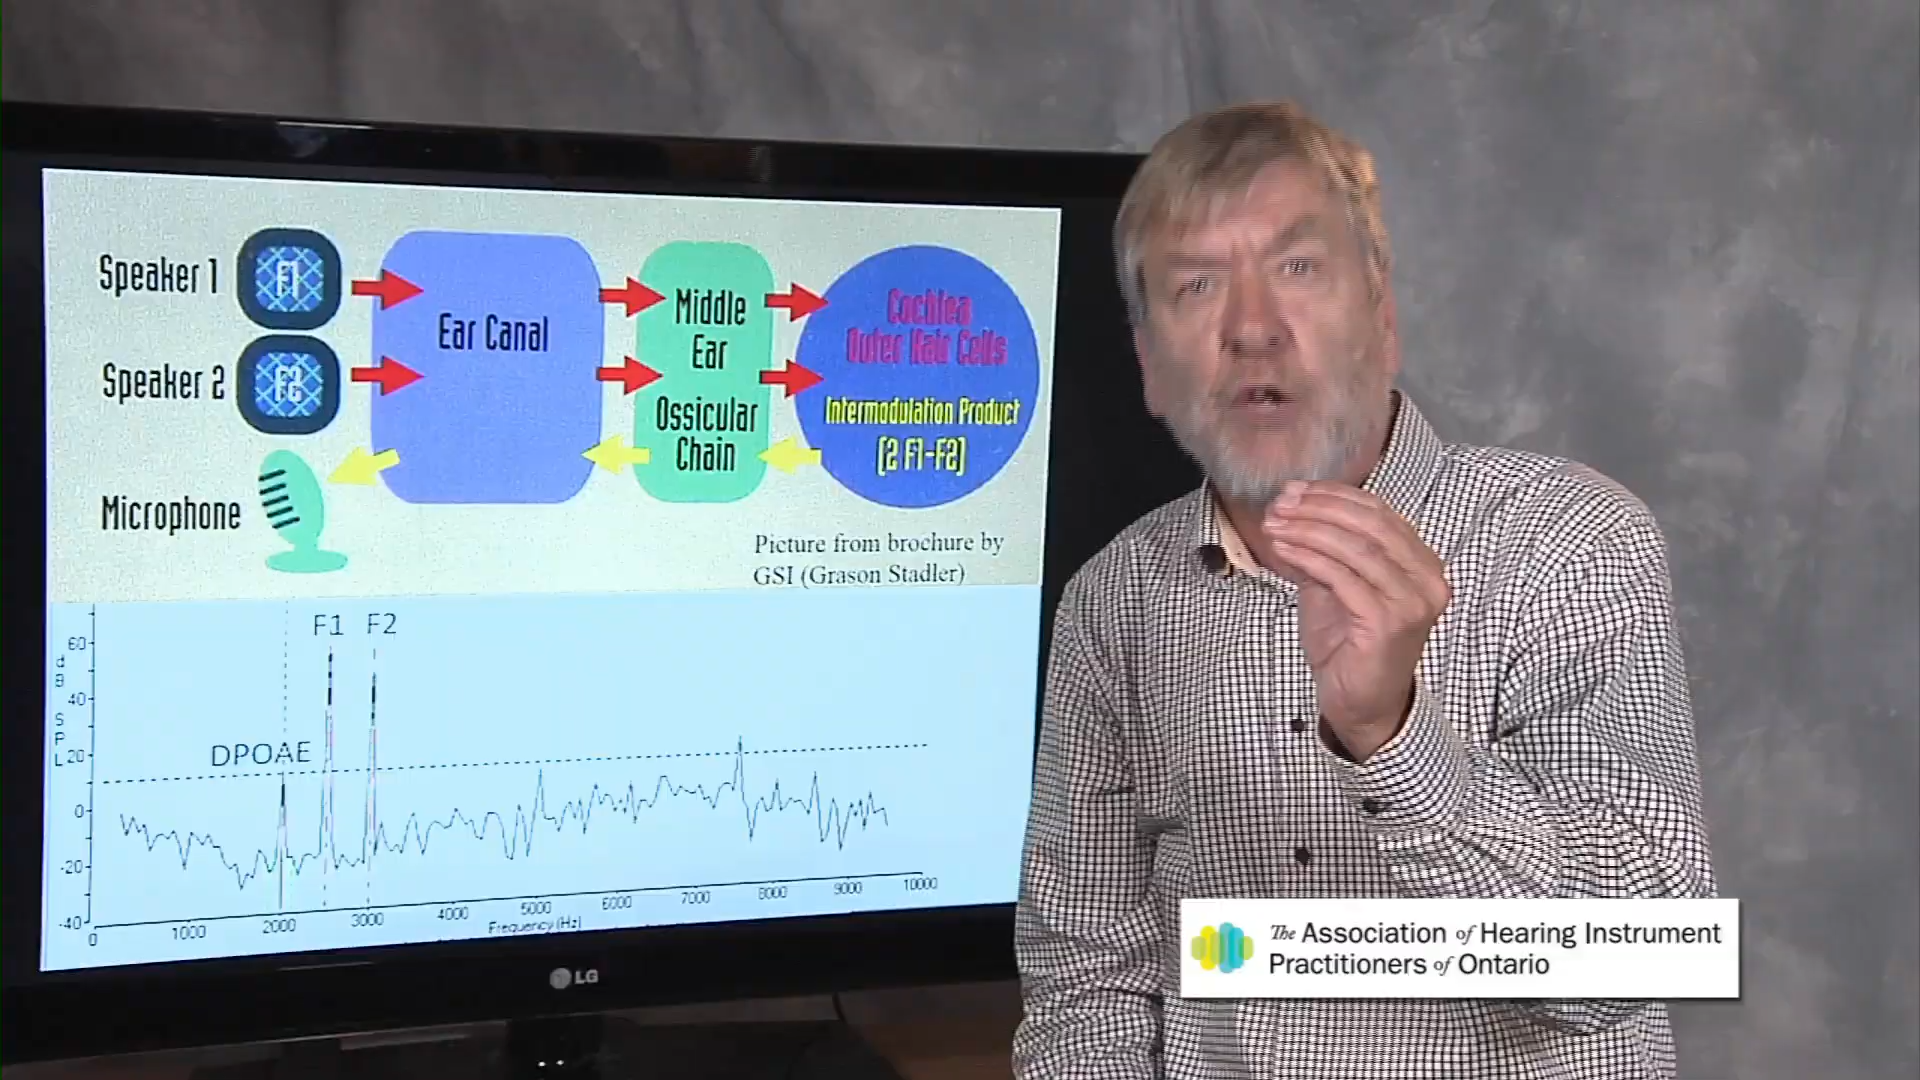 Speaker 1
F1
Speaker 2
F2
Microphone
Ear Canal
Middle
Ear
Ossicular
Chain
Cochlea
Outer Hair Cells
Intermodulation Product
(2 F1-F2)
Picture from brochure by
GSI (Grason Stadler)
F1 F2
DPOAE
dB SPL
60
40
20
0
-20
-40
0 1000 2000 3000 4000 5000 6000 7000 8000 9000 10000
Frequency (Hz)
LG
The Association of Hearing Instrument
Practitioners of Ontario